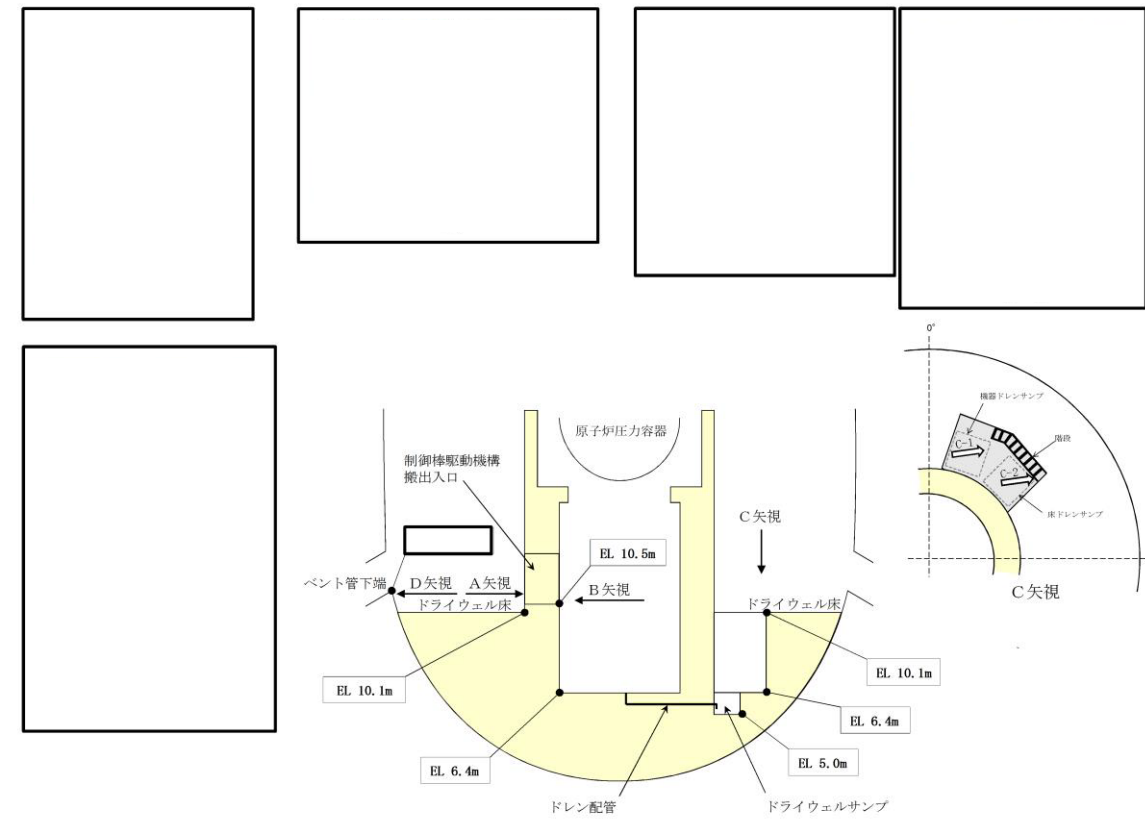 0°
機器ドレンサンプ
階段
C-1
C-2
床ドレンサンプ
C矢視
原子炉圧力容器
制御棒駆動機構
搬出入口
C矢視
EL 10.5m
ベント管下端
D矢視
A矢視
B矢視
ドライウェル床
ドライウェル床
EL 10.1m
EL 10.1m
EL 6.4m
EL 6.4m
EL 5.0m
ドレン配管
ドライウェルサンプ